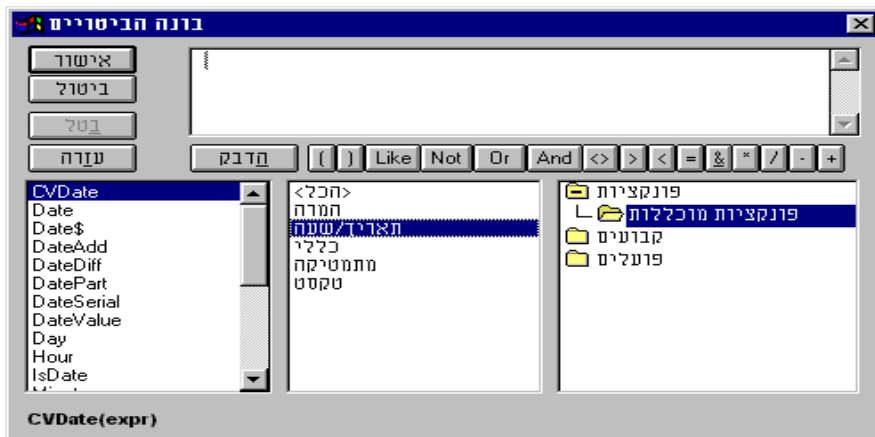 בונה הביטויים
אישור
ביטול
בטל
עזרה
הדבק
( ) Like Not Or And <> > < = & * / - +
CVDate
Date
Date$
DateAdd
DateDiff
DatePart
DateSerial
DateValue
Day
Hour
IsDate
<הכל>
המרה
תאריד/שעה
כללי
מתמטיקה
טקסט
פונקציות
פונקציות מוכללות
קבועים
פועלים
CVDate(expr)